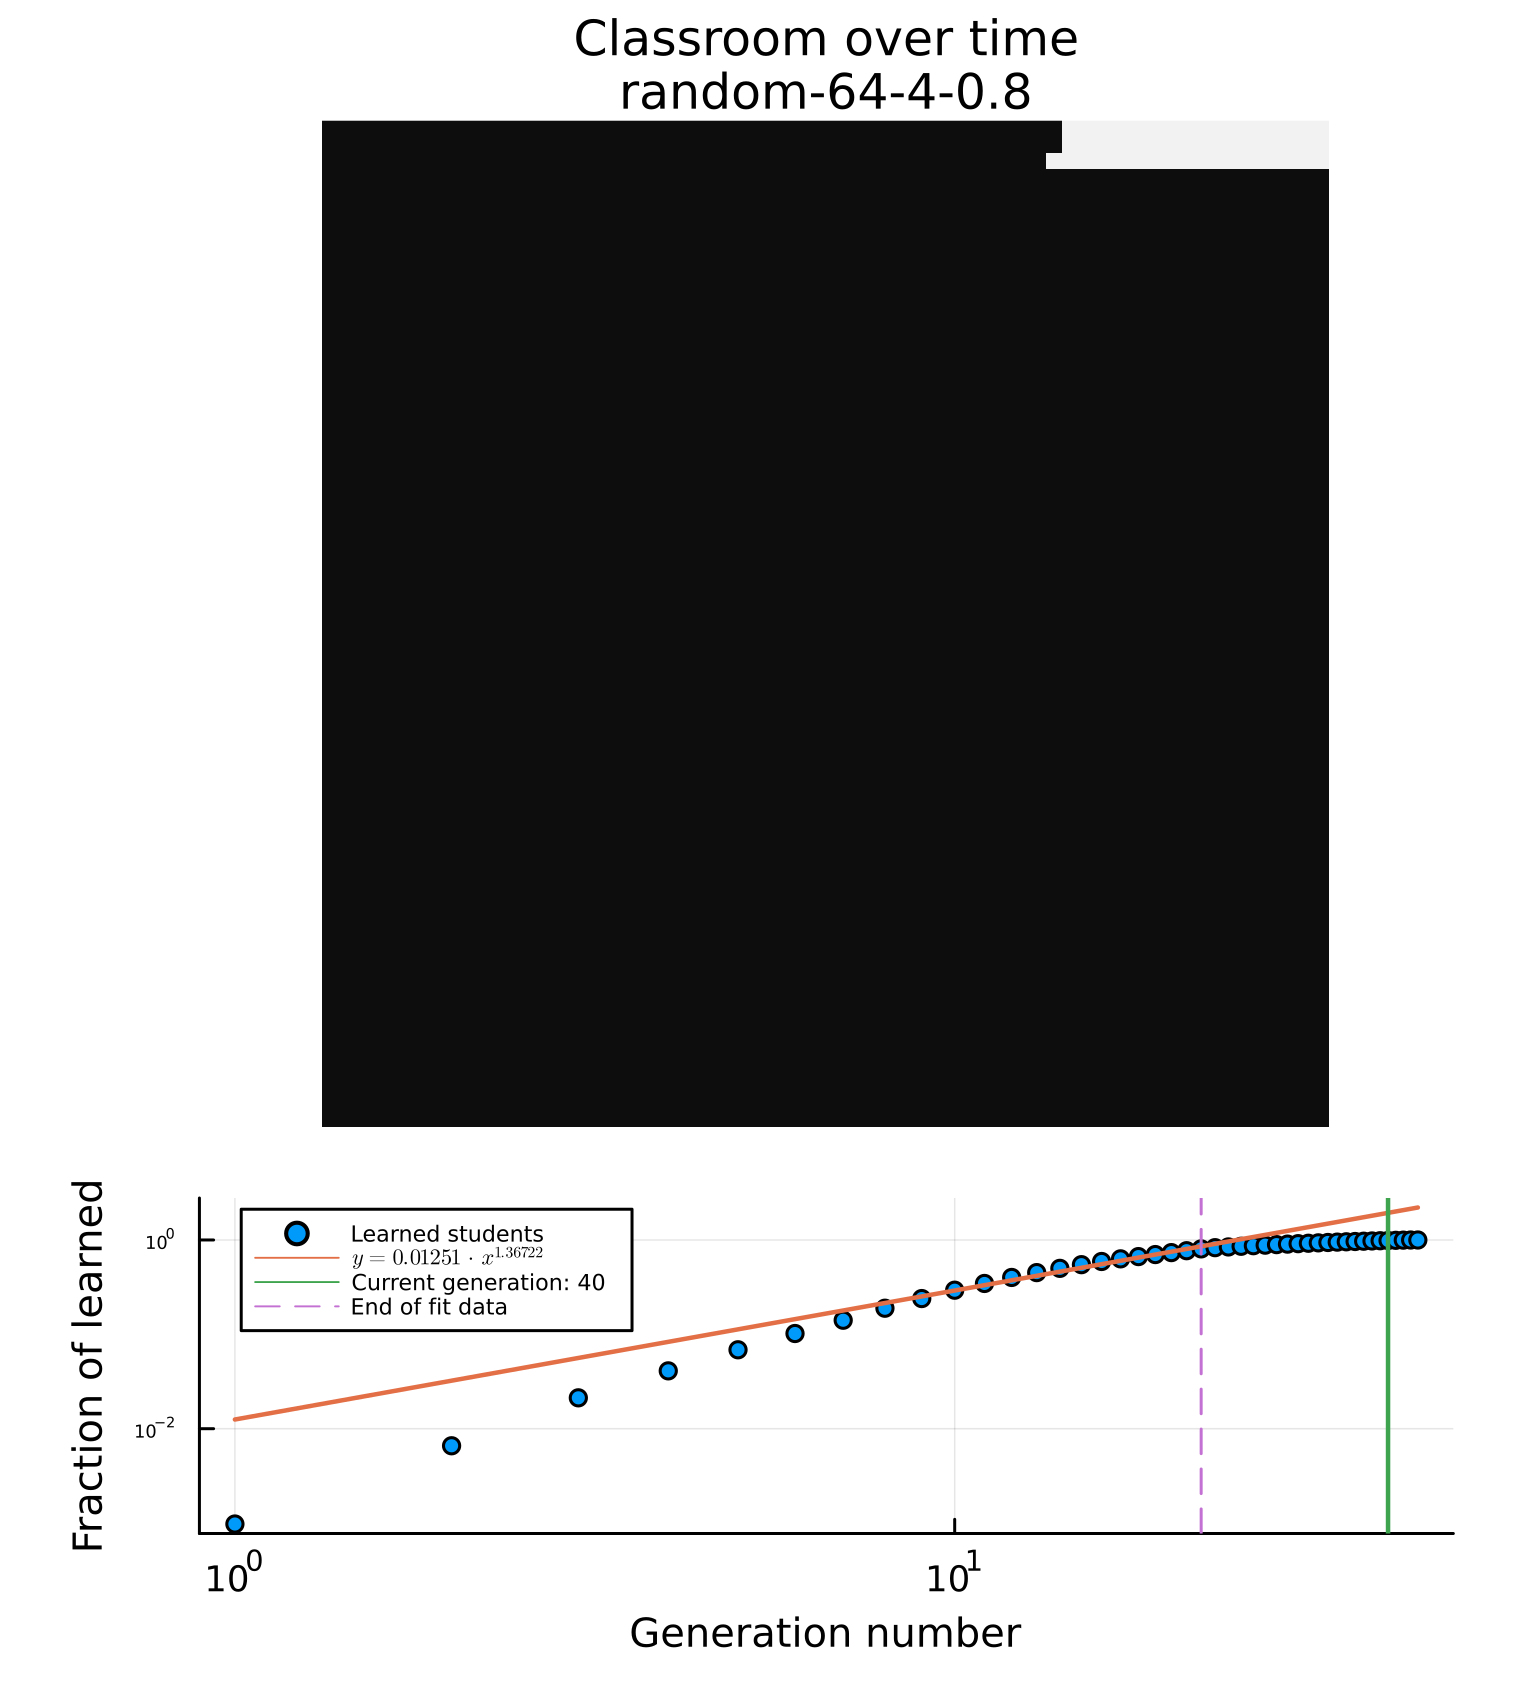 Classroom over time
random-64-4-0.8
Fraction of learned
10^0
10^−2
Learned students
y = 0.01251 · x^1.36722
Current generation: 40
End of fit data
10^0
10^1
Generation number